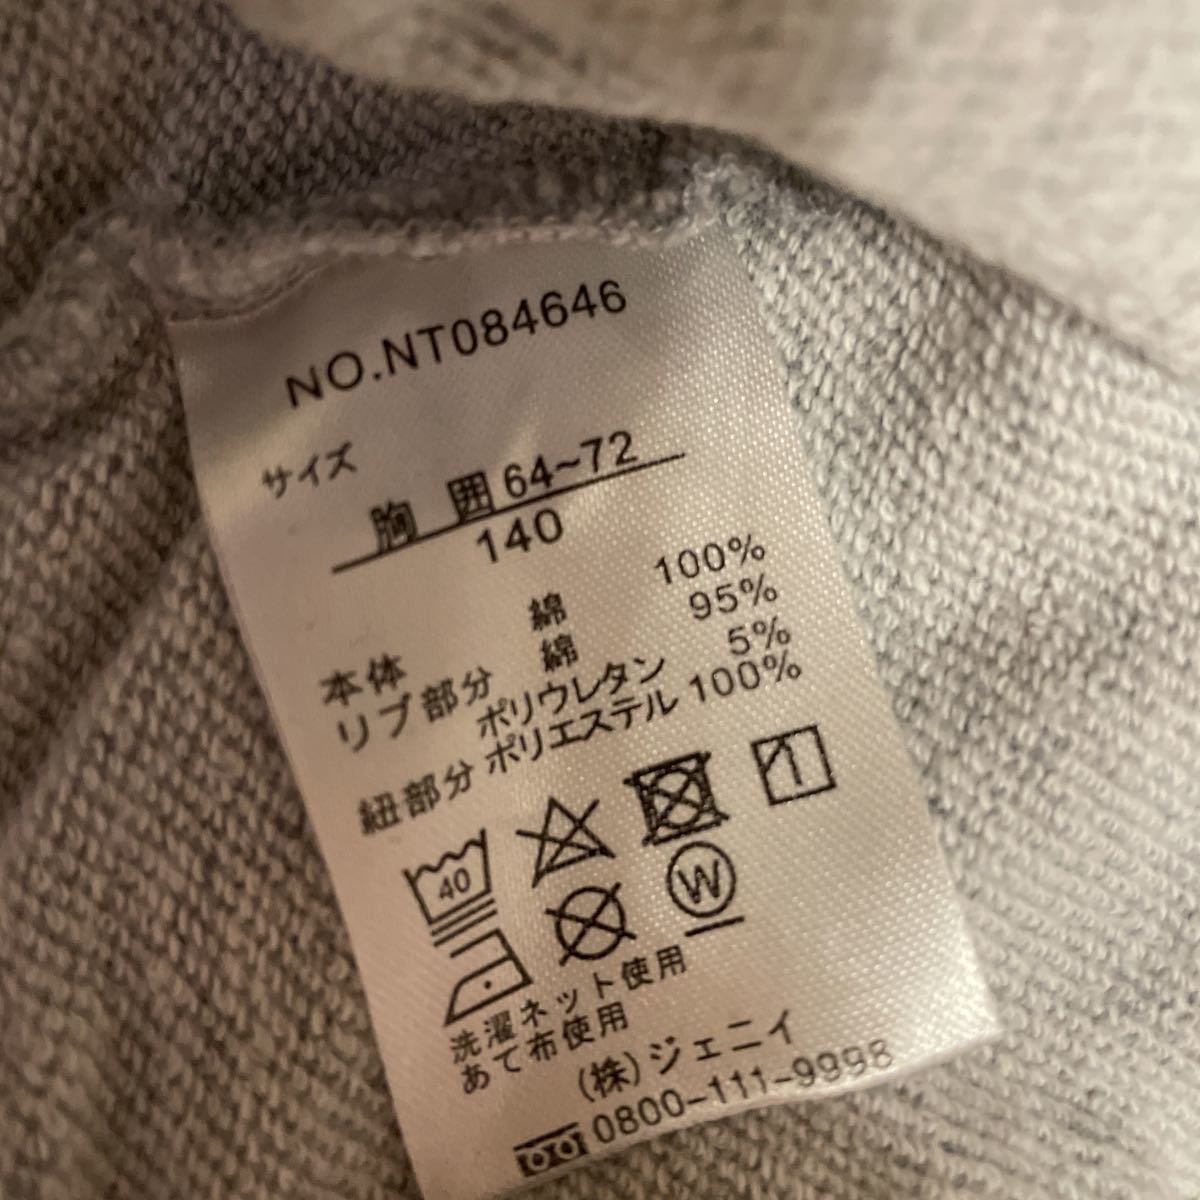 NO.NT084646
サイズ
胸 囲 64~72
140
本体 綿 100%
リブ部分 綿 95%
ポリウレタン 5%
紐部分 ポリエステル 100%
40
W
洗濯ネット使用
あて布使用
(株)ジェニイ
0800-111-9998